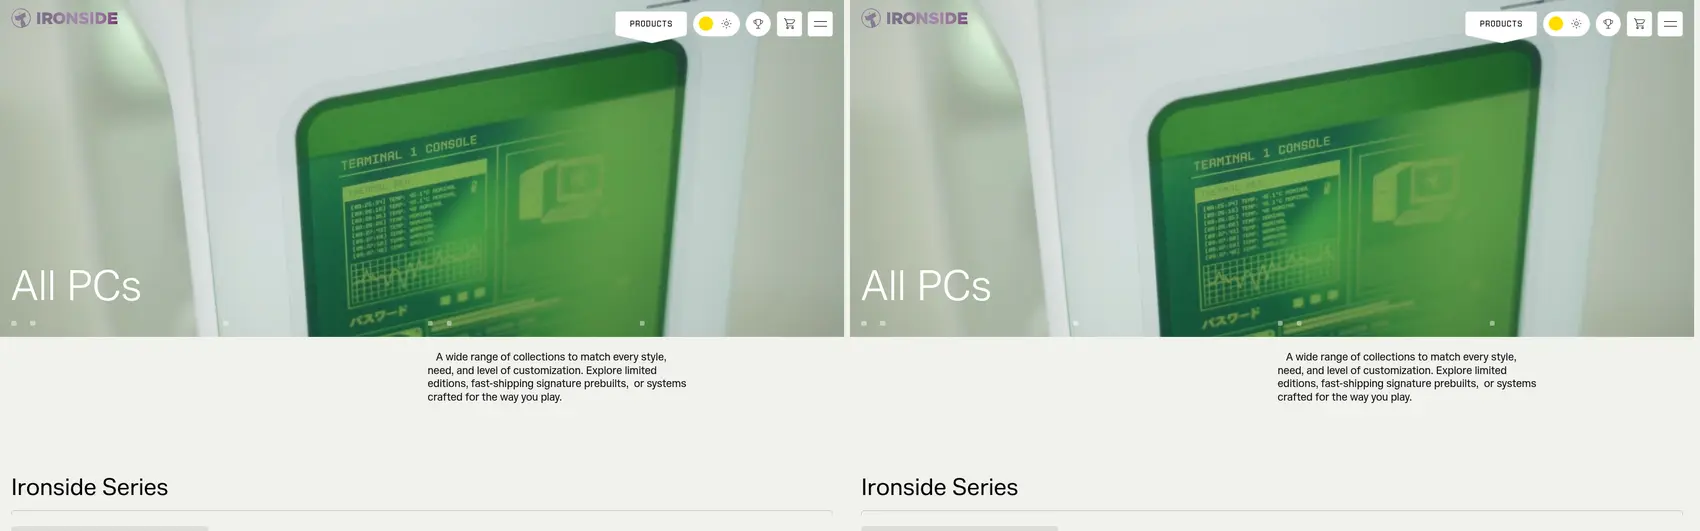 IRONSIDE
PRODUCTS
TERMINAL 1 CONSOLE
パスワード
All PCs
A wide range of collections to match every style,
need, and level of customization. Explore limited
editions, fast-shipping signature prebuilts, or systems
crafted for the way you play.
Ironside Series
IRONSIDE
PRODUCTS
TERMINAL 1 CONSOLE
パスワード
All PCs
A wide range of collections to match every style,
need, and level of customization. Explore limited
editions, fast-shipping signature prebuilts, or systems
crafted for the way you play.
Ironside Series